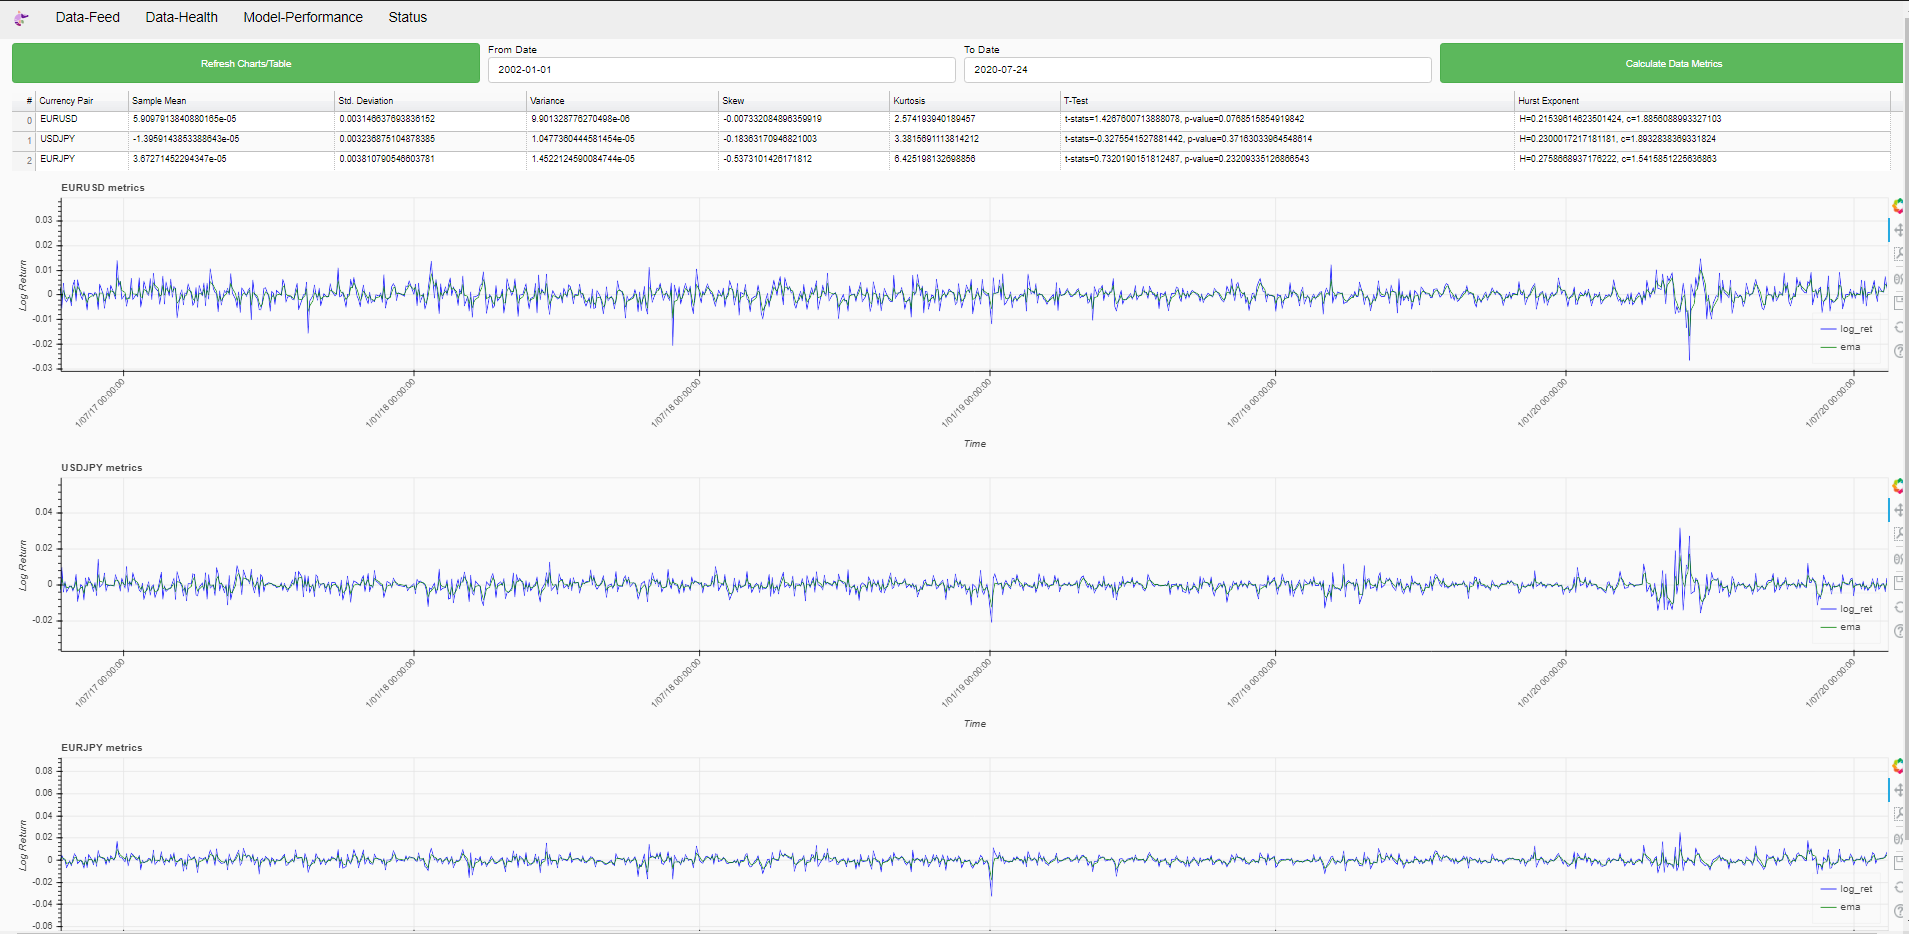 Data-Feed Data-Health Model-Performance Status
Refresh Charts/Table
From Date
2002-01-01
To Date
2020-07-24
Calculate Data Metrics
# Currency Pair Sample Mean Std. Deviation Variance Skew Kurtosis T-Test Hurst Exponent
0 EURUSD 5.9097913840880165e-05 0.003146637693836152 9.901328776270498e-06 -0.007332084896359919 2.574193940189457 t-stats=1.4267600713888078, p-value=0.0768515854919842 H=0.21539614623501424, c=1.8856088993327103
1 USDJPY -1.3959143853388643e-05 0.003236875104878385 1.0477360444581454e-05 -0.18363170946821003 3.3815691113814212 t-stats=-0.3275541527881442, p-value=0.37163033964548614 H=0.2300017217181181, c=1.8932838369331824
2 EURJPY 3.67271452294347e-05 0.003810790546603781 1.4522124590084744e-05 -0.5373101426171812 6.425198132698856 t-stats=0.7320190151812487, p-value=0.23209335126866543 H=0.2758668937176222, c=1.5415851225636863
EURUSD metrics
0.03
0.02
0.01
0
-0.01
-0.02
-0.03
Log Return
log_ret
ema
1/07/17 00:00:00 1/01/18 00:00:00 1/07/18 00:00:00 1/01/19 00:00:00 1/07/19 00:00:00 1/01/20 00:00:00 1/07/20 00:00:00
Time
USDJPY metrics
0.04
0.02
0
-0.02
Log Return
log_ret
ema
1/07/17 00:00:00 1/01/18 00:00:00 1/07/18 00:00:00 1/01/19 00:00:00 1/07/19 00:00:00 1/01/20 00:00:00 1/07/20 00:00:00
Time
EURJPY metrics
0.08
0.06
0.04
0.02
0
-0.02
-0.04
-0.06
Log Return
log_ret
ema